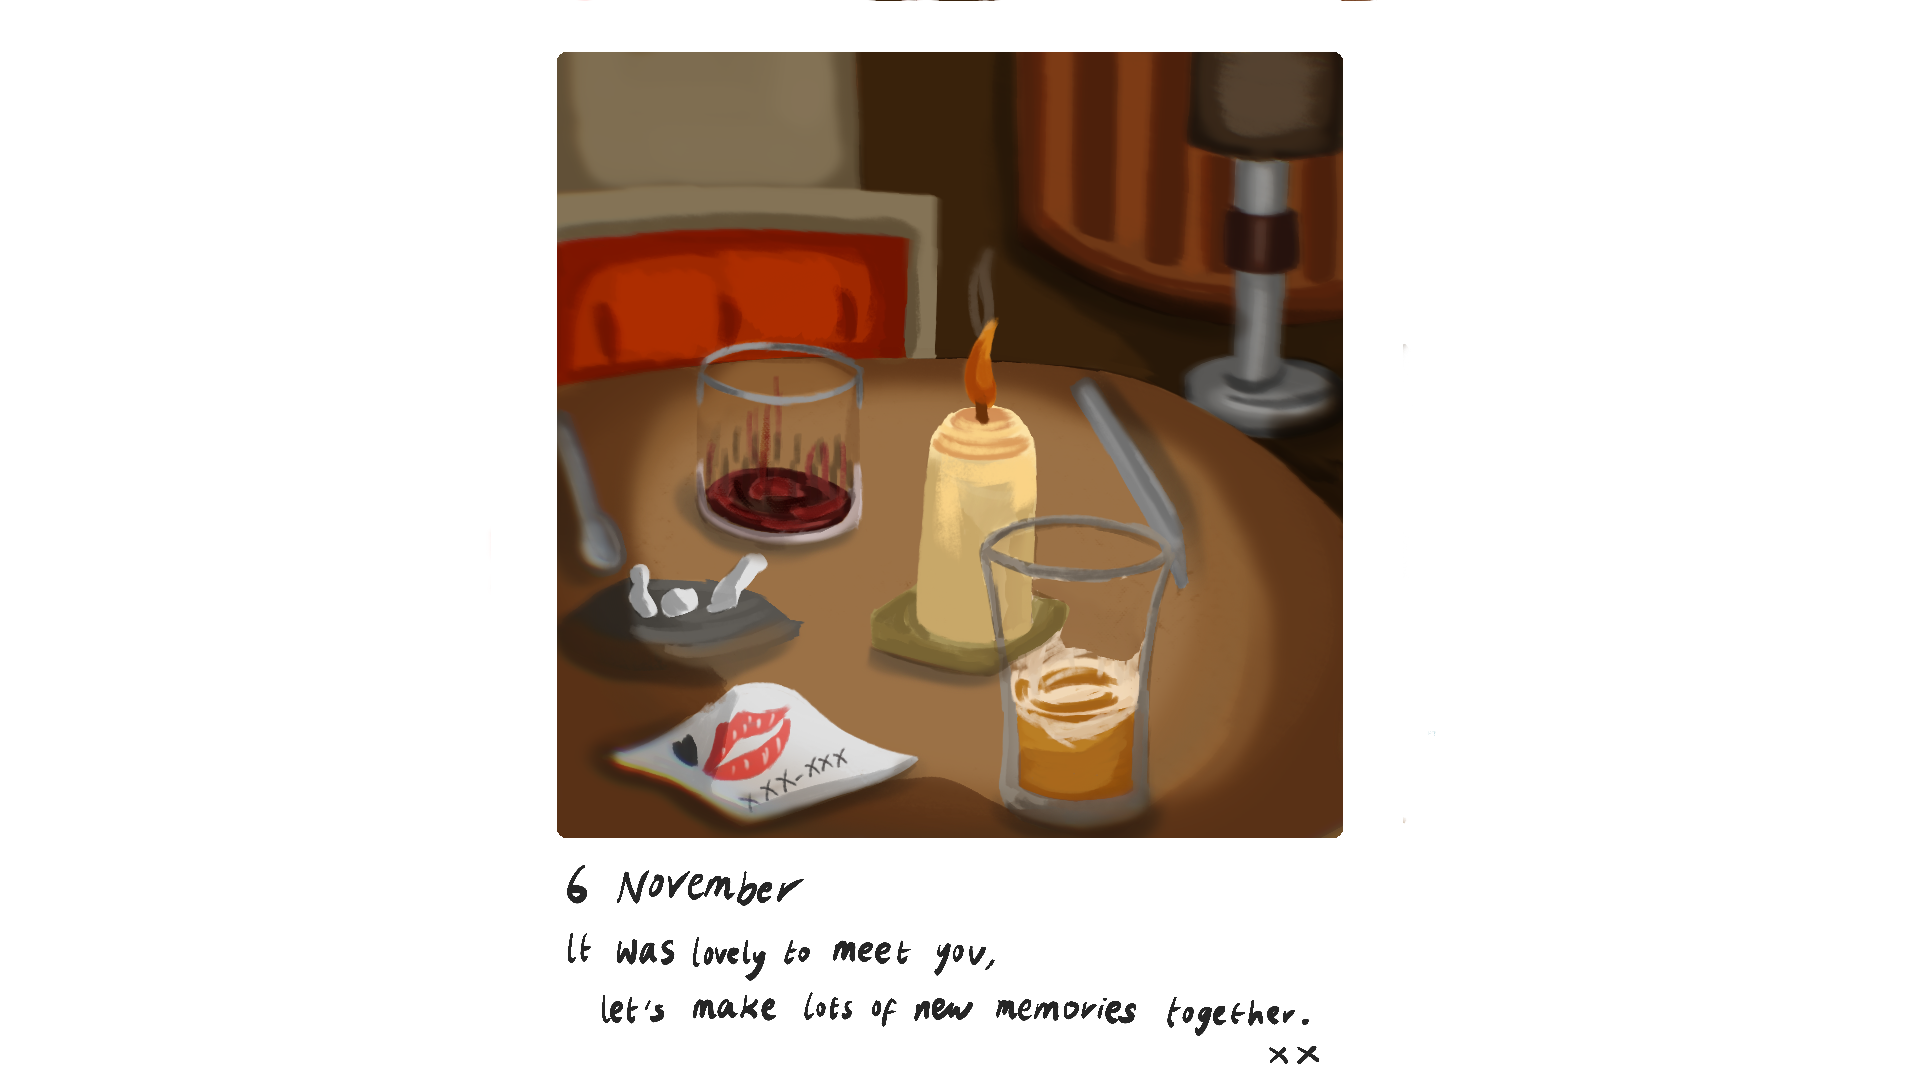 xxx-xxx
6 November
It was lovely to meet you,
let's make lots of new memories together.
xx